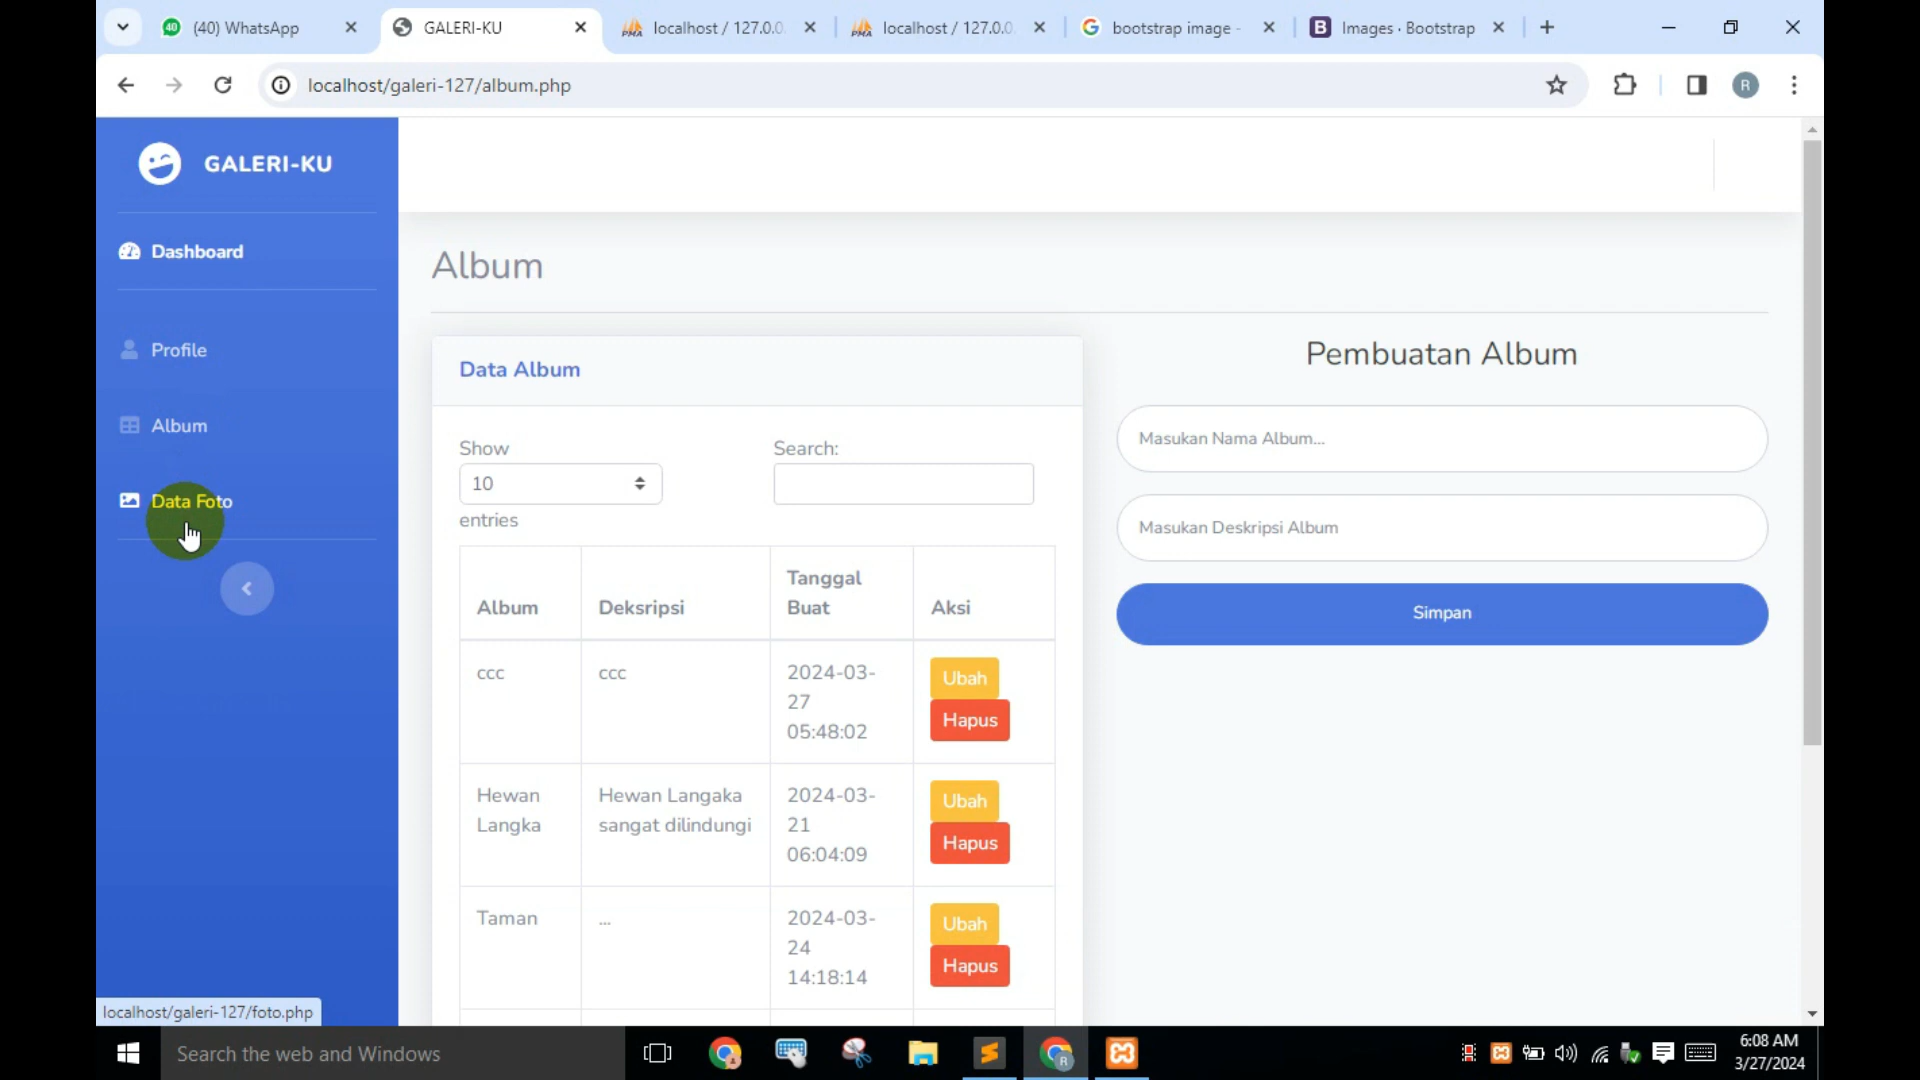 (40) WhatsApp
GALERI-KU
localhost / 127.0.0
localhost / 127.0.0
bootstrap image -
Images · Bootstrap
localhost/galeri-127/album.php
R
GALERI-KU
Dashboard
Profile
Album
Data Foto
Album
Data Album
Show
10
entries
Search:
Album
Deksripsi
Tanggal
Buat
Aksi
ccc
ccc
2024-03-
27
05:48:02
Ubah
Hapus
Hewan
Langka
Hewan Langaka
sangat dilindungi
2024-03-
21
06:04:09
Ubah
Hapus
Taman
...
2024-03-
24
14:18:14
Ubah
Hapus
Pembuatan Album
Masukan Nama Album...
Masukan Deskripsi Album
Simpan
localhost/galeri-127/foto.php
Search the web and Windows
6:08 AM
3/27/2024